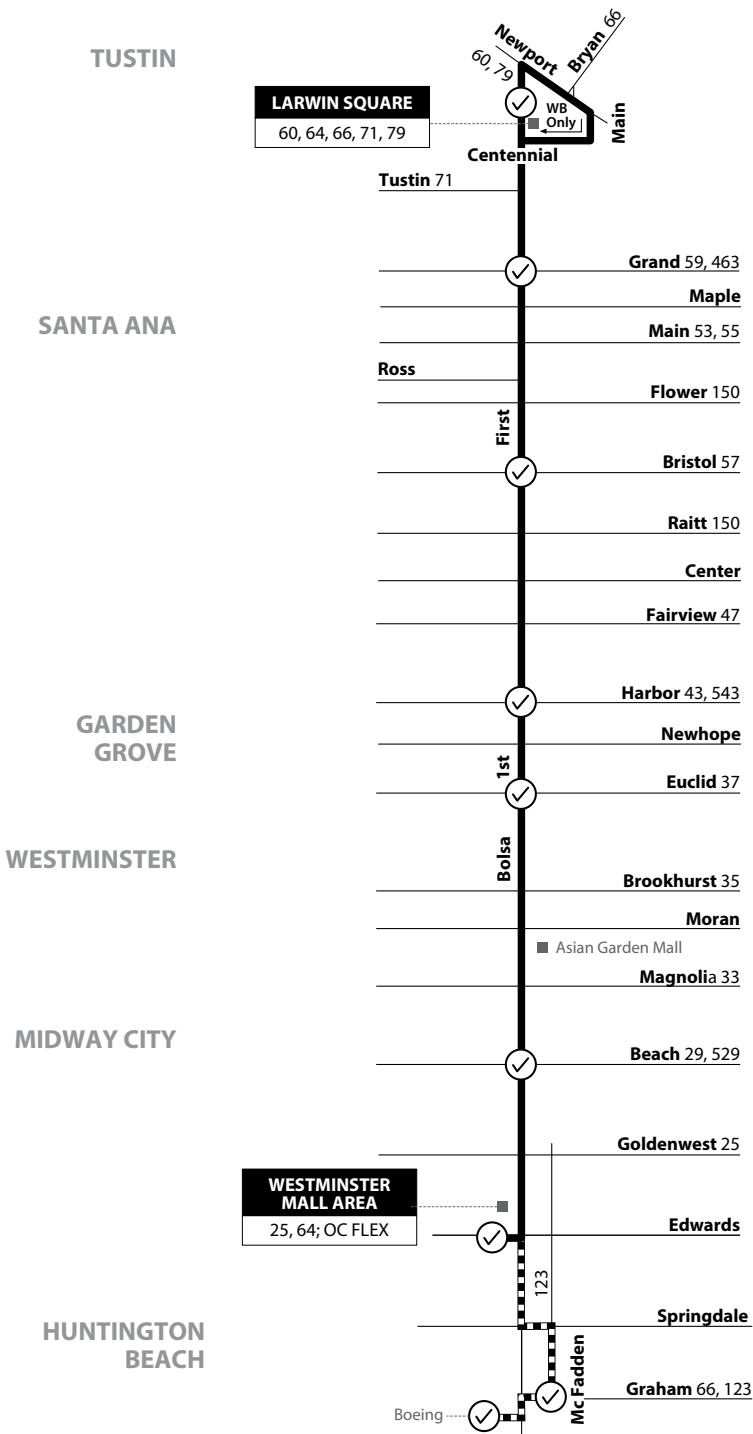 TUSTIN
Newport
60, 79
Bryan 66
LARWIN SQUARE
60, 64, 66, 71, 79
WB
Only
Main
Centennial
Tustin 71
Grand 59, 463
Maple
SANTA ANA
Main 53, 55
Ross
Flower 150
First
Bristol 57
Raitt 150
Center
Fairview 47
Harbor 43, 543
GARDEN
GROVE
Newhope
1st
Euclid 37
WESTMINSTER
Bolsa
Brookhurst 35
Moran
Asian Garden Mall
Magnolia 33
MIDWAY CITY
Beach 29, 529
Goldenwest 25
WESTMINSTER
MALL AREA
25, 64; OC FLEX
Edwards
123
Springdale
HUNTINGTON
BEACH
Mc Fadden
Graham 66, 123
Boeing